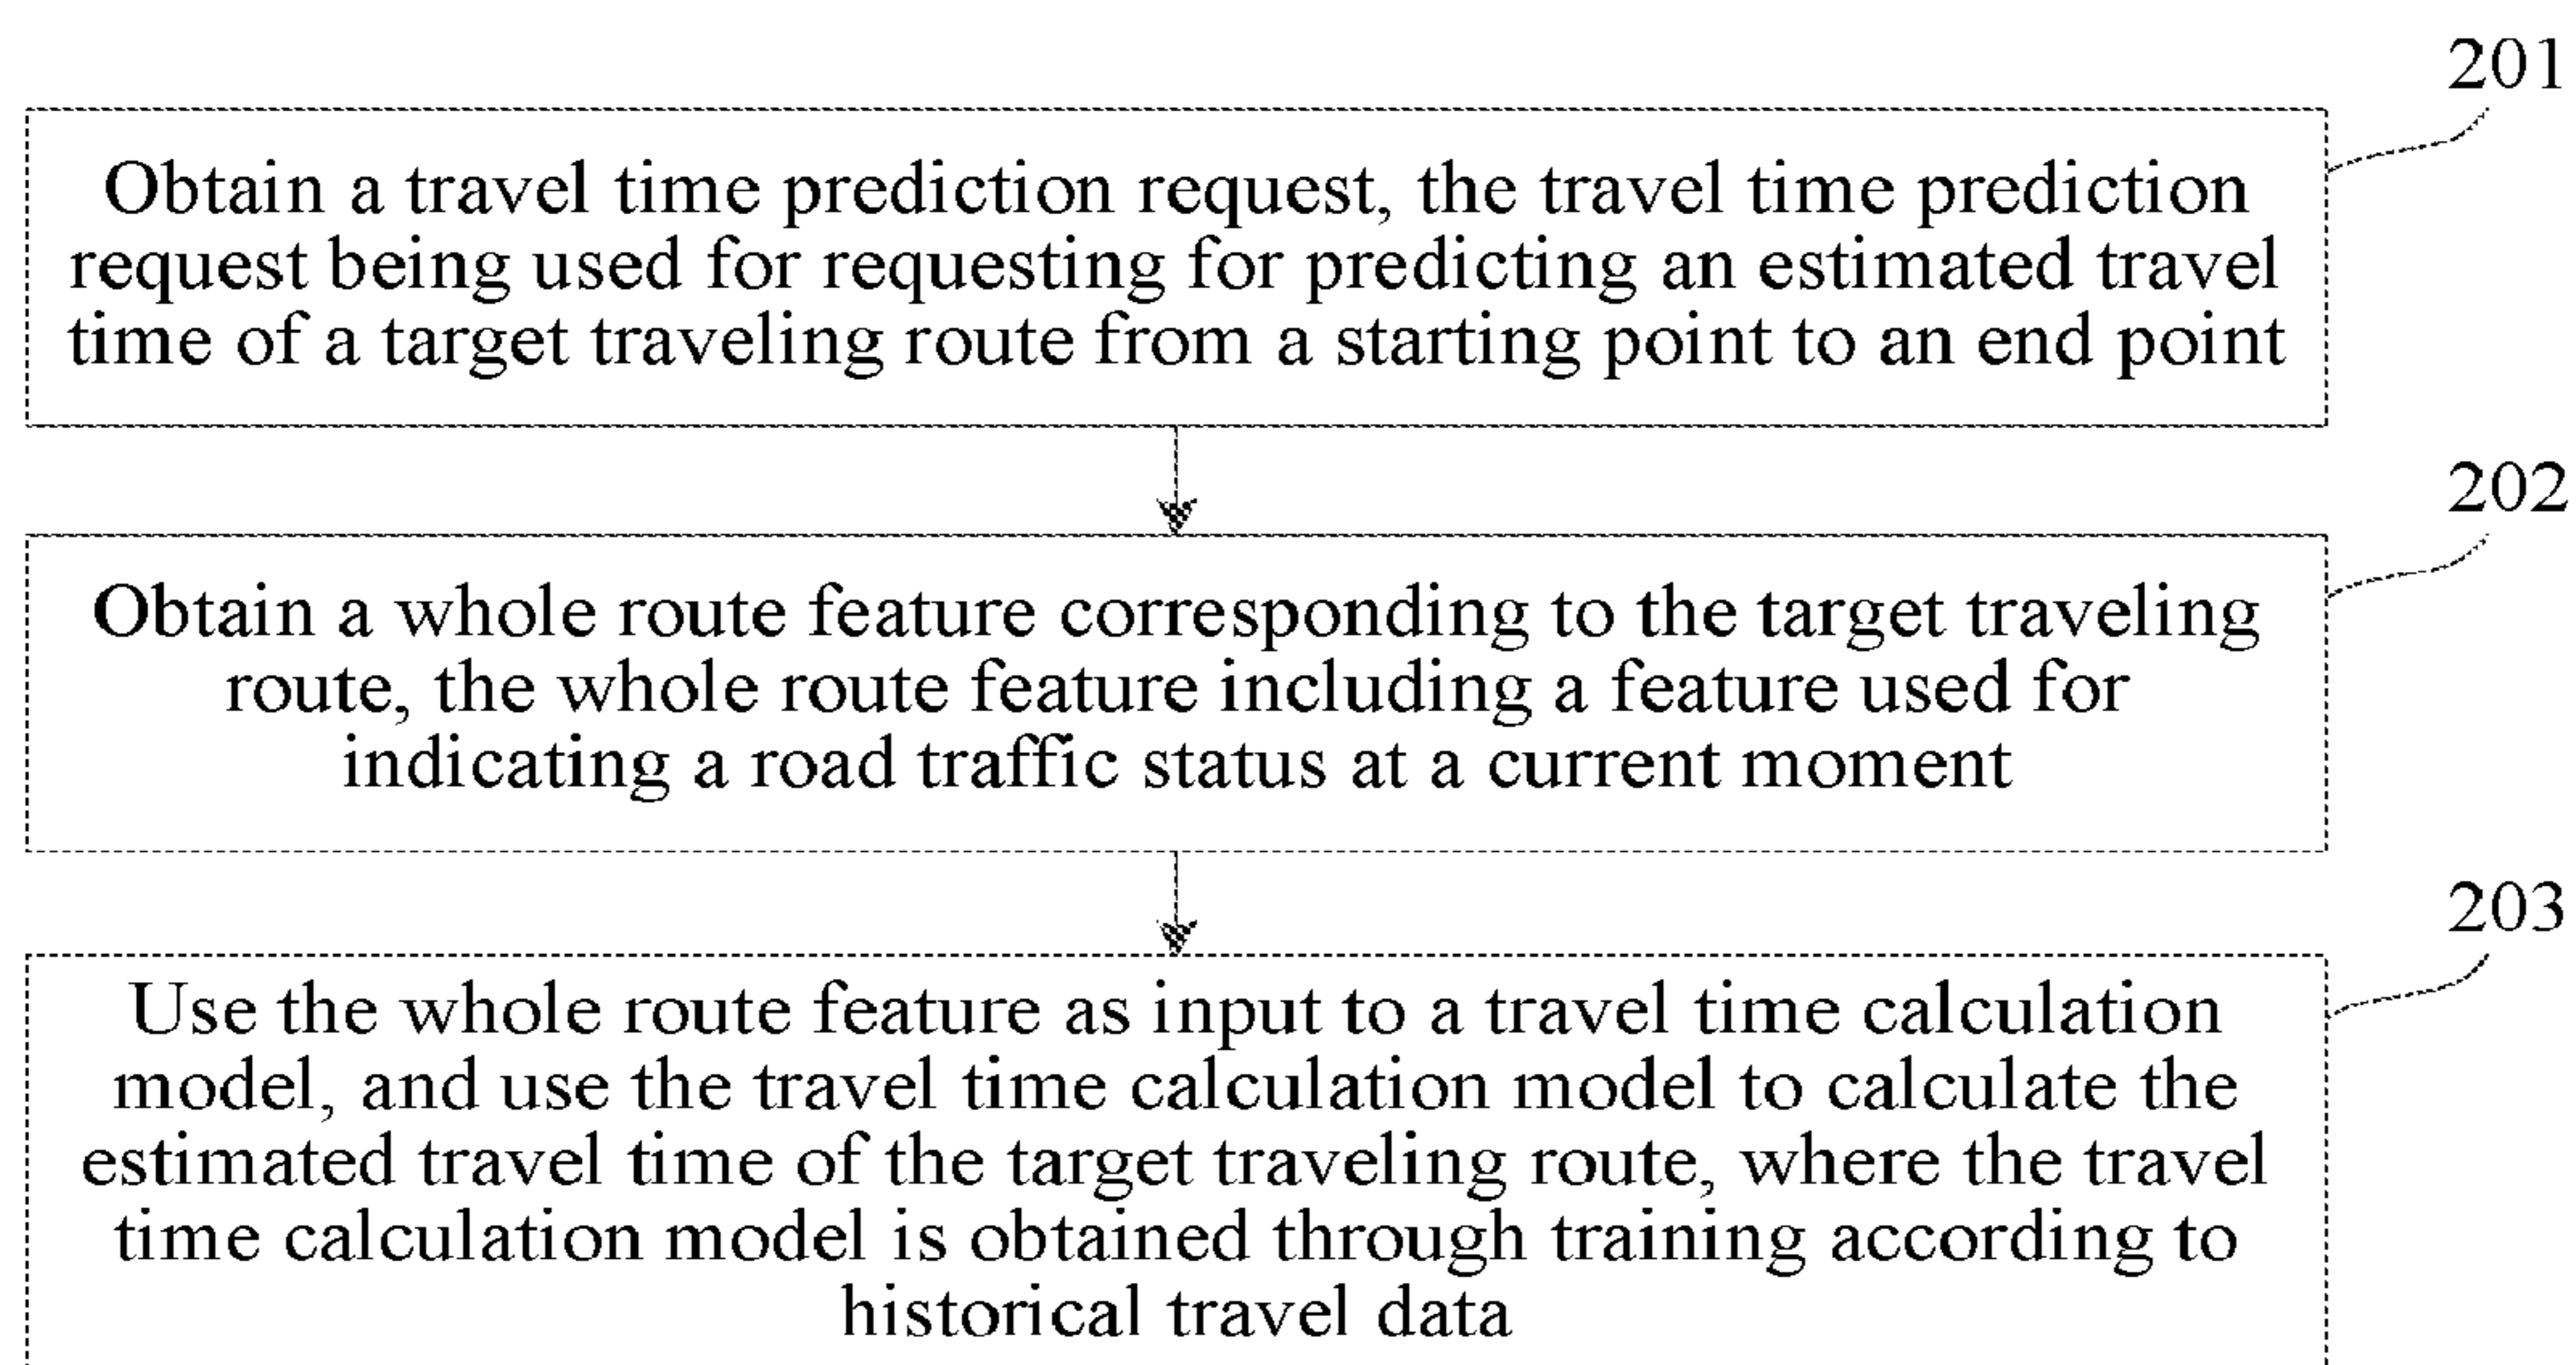 201
Obtain a travel time prediction request, the travel time prediction
request being used for requesting for predicting an estimated travel
time of a target traveling route from a starting point to an end point
202
Obtain a whole route feature corresponding to the target traveling
route, the whole route feature including a feature used for
indicating a road traffic status at a current moment
203
Use the whole route feature as input to a travel time calculation
model, and use the travel time calculation model to calculate the
estimated travel time of the target traveling route, where the travel
time calculation model is obtained through training according to
historical travel data